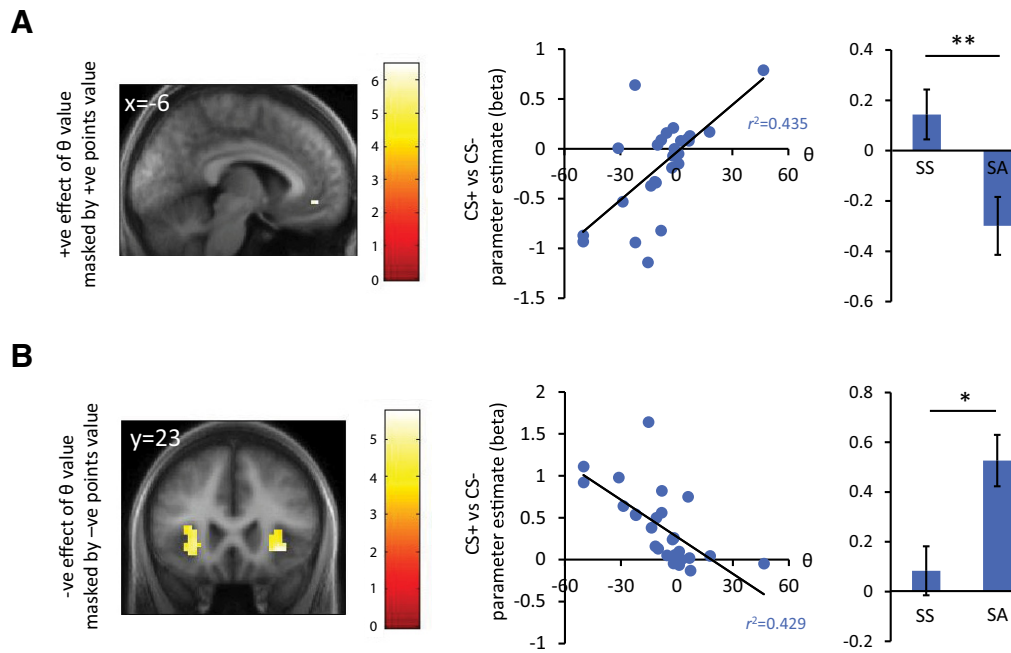 A
+ve effect of θ value
masked by +ve points value
x=-6
6
5
4
3
2
1
0
CS+ vs CS-
parameter estimate (beta)
1
0.5
0
-0.5
-1
-1.5
-60
-30
0
30
60
θ
r²=0.435
0.4
0.2
0
-0.2
-0.4
-0.6
**
SS
SA
B
-ve effect of θ value
masked by –ve points value
y=23
5
4
3
2
1
0
CS+ vs CS-
parameter estimate (beta)
2
1.5
1
0.5
0
-0.5
-1
-60
-30
0
30
60
θ
r²=0.429
0.8
0.6
0.4
0.2
0
-0.2
*
SS
SA